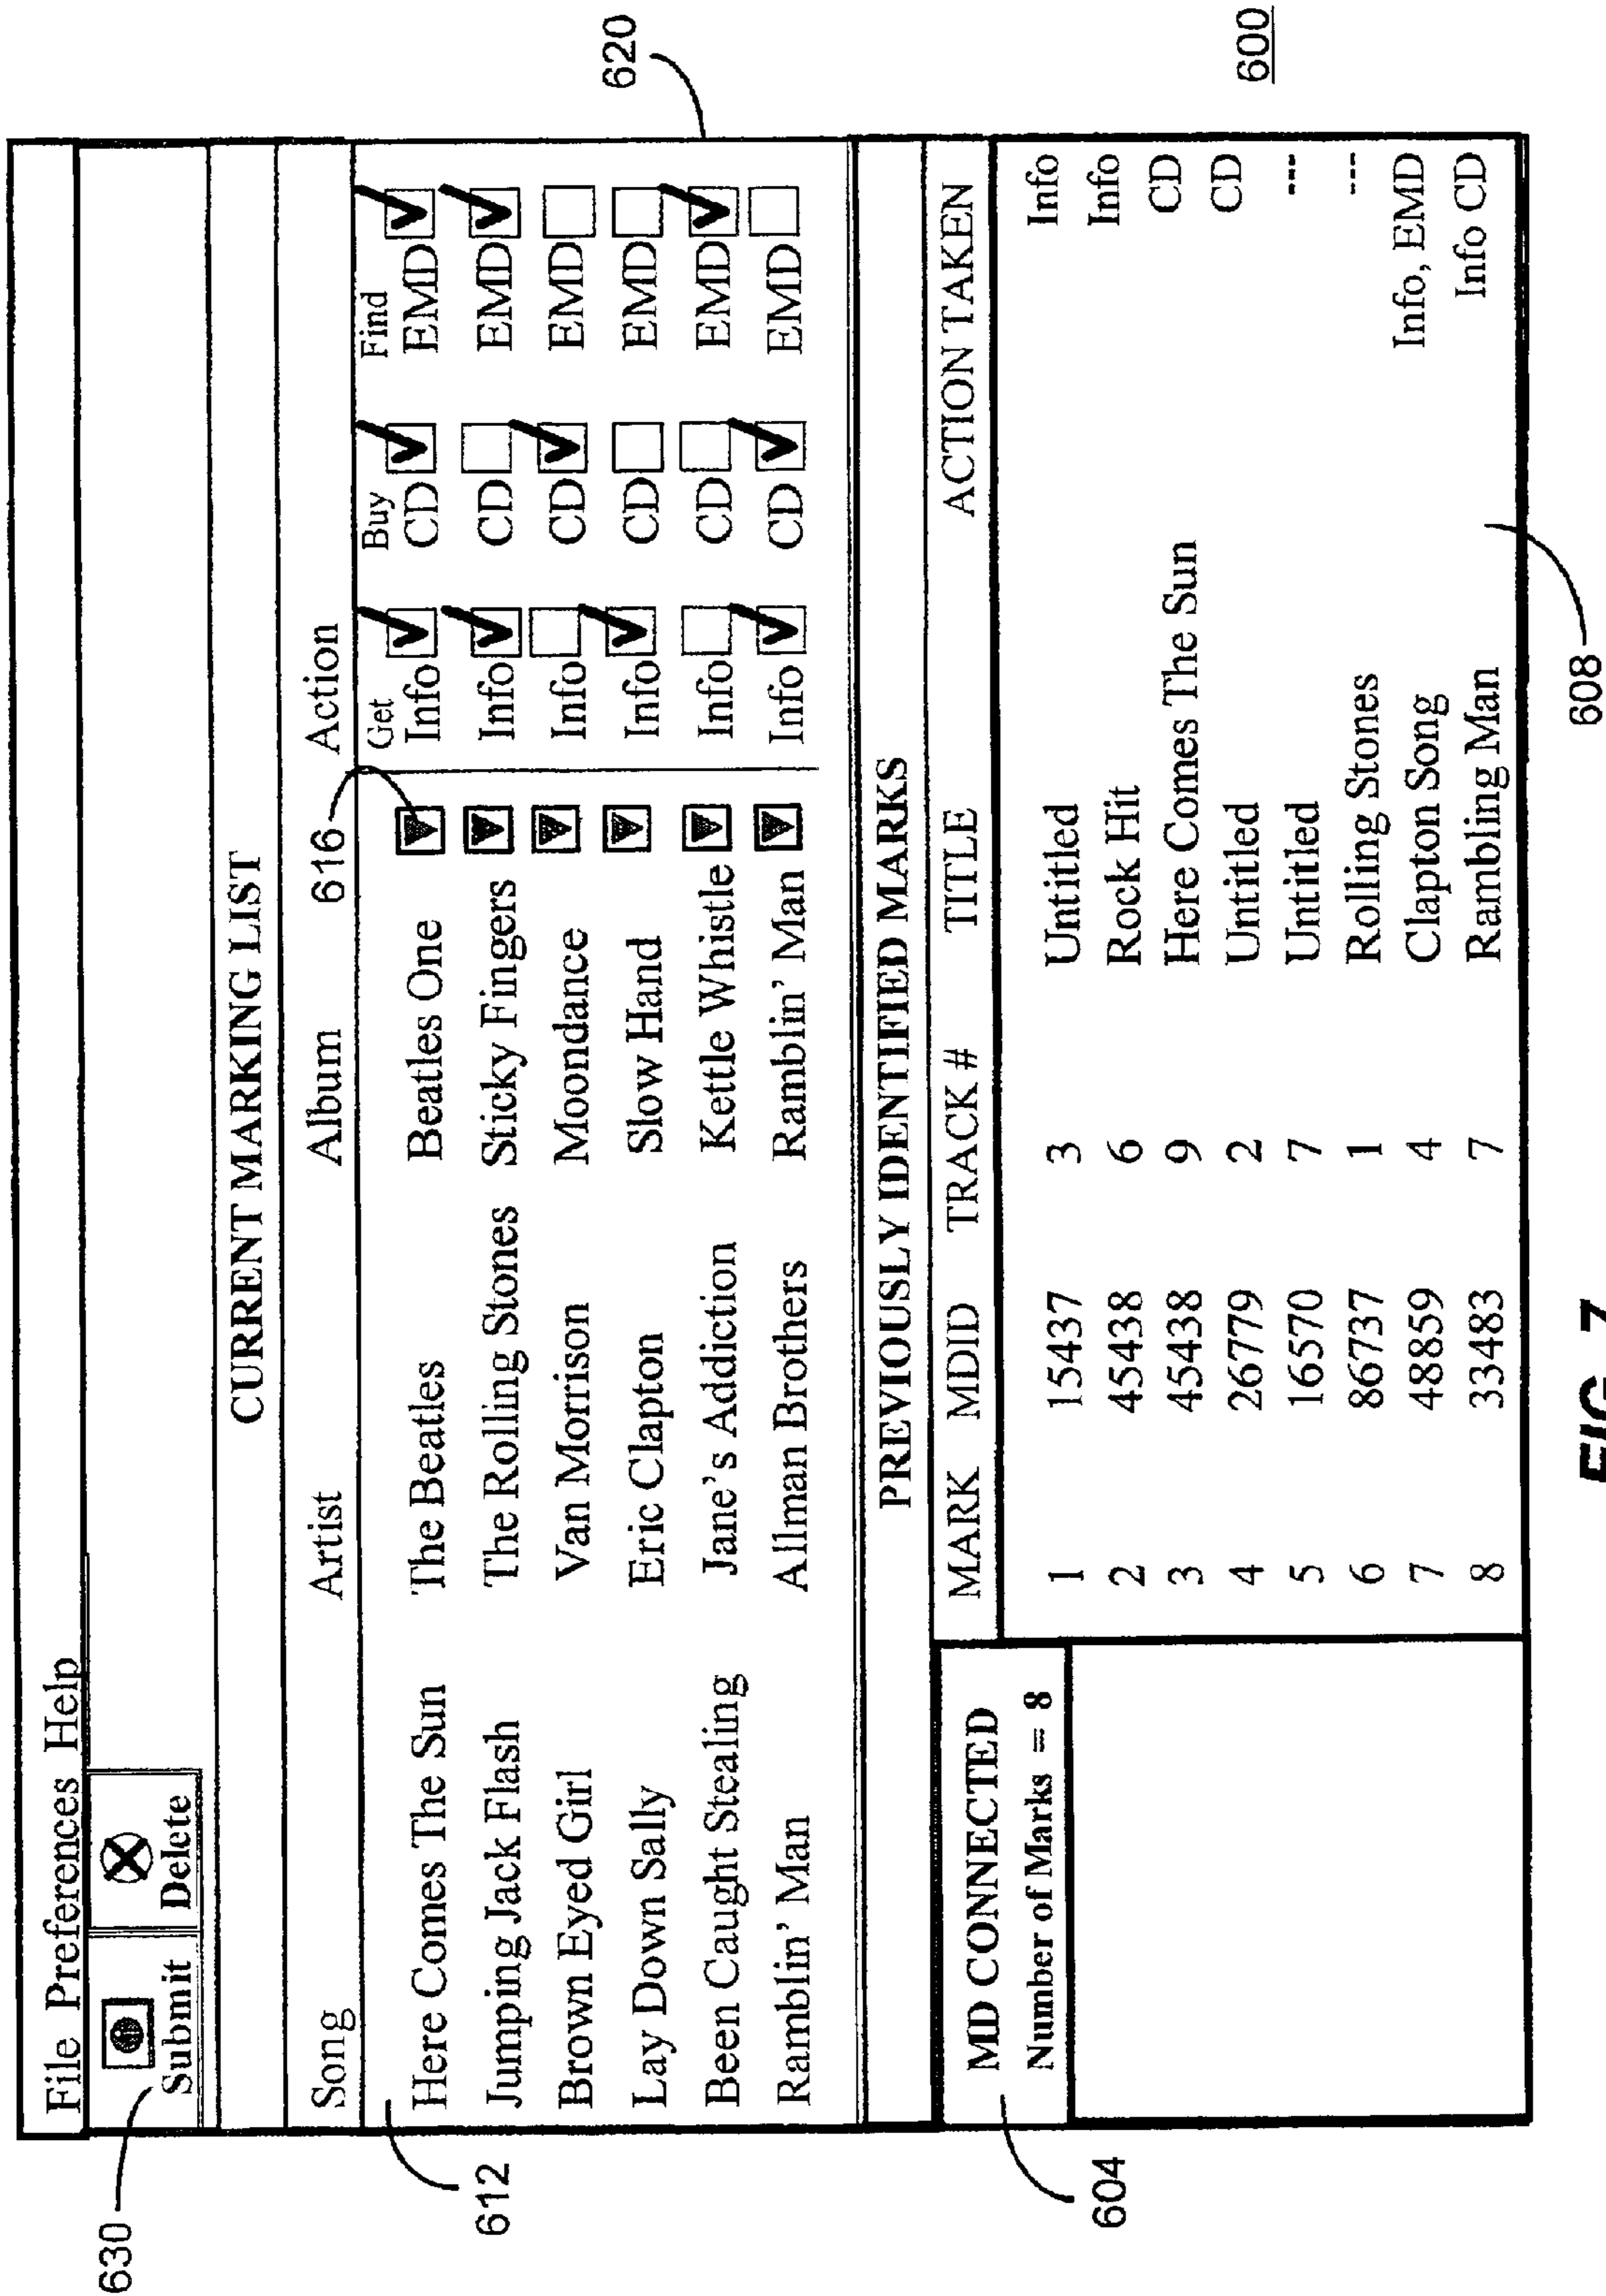 File Preferences Help
630
Submit Delete
CURRENT MARKING LIST
Song Artist Album 616 Action
612
Get Buy Find
Here Comes The Sun The Beatles Beatles One Info CD EMD
Jumping Jack Flash The Rolling Stones Sticky Fingers Info CD EMD
Brown Eyed Girl Van Morrison Moondance Info CD EMD
Lay Down Sally Eric Clapton Slow Hand Info CD EMD
Been Caught Stealing Jane's Addiction Kettle Whistle Info CD EMD
Ramblin' Man Allman Brothers Ramblin' Man Info CD EMD
620
PREVIOUSLY IDENTIFIED MARKS
604
MD CONNECTED
Number of Marks = 8
MARK MDID TRACK # TITLE ACTION TAKEN
1 15437 3 Untitled Info
2 45438 6 Rock Hit Info
3 45438 9 Here Comes The Sun CD
4 26779 2 Untitled CD
5 16570 7 Untitled ---
6 86737 1 Rolling Stones ---
7 48859 4 Clapton Song Info, EMD
8 33483 7 Rambling Man Info CD
608
600
FIG. 7